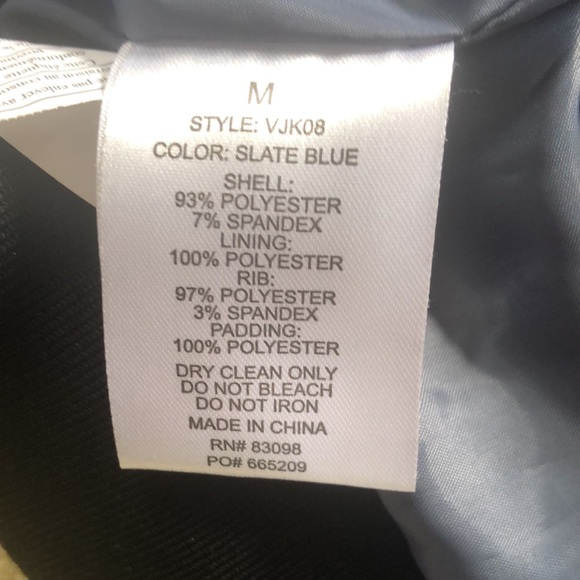 M
STYLE: VJK08
COLOR: SLATE BLUE
SHELL:
93% POLYESTER
7% SPANDEX
LINING:
100% POLYESTER
RIB:
97% POLYESTER
3% SPANDEX
PADDING:
100% POLYESTER
DRY CLEAN ONLY
DO NOT BLEACH
DO NOT IRON
MADE IN CHINA
RN# 83098
PO# 665209